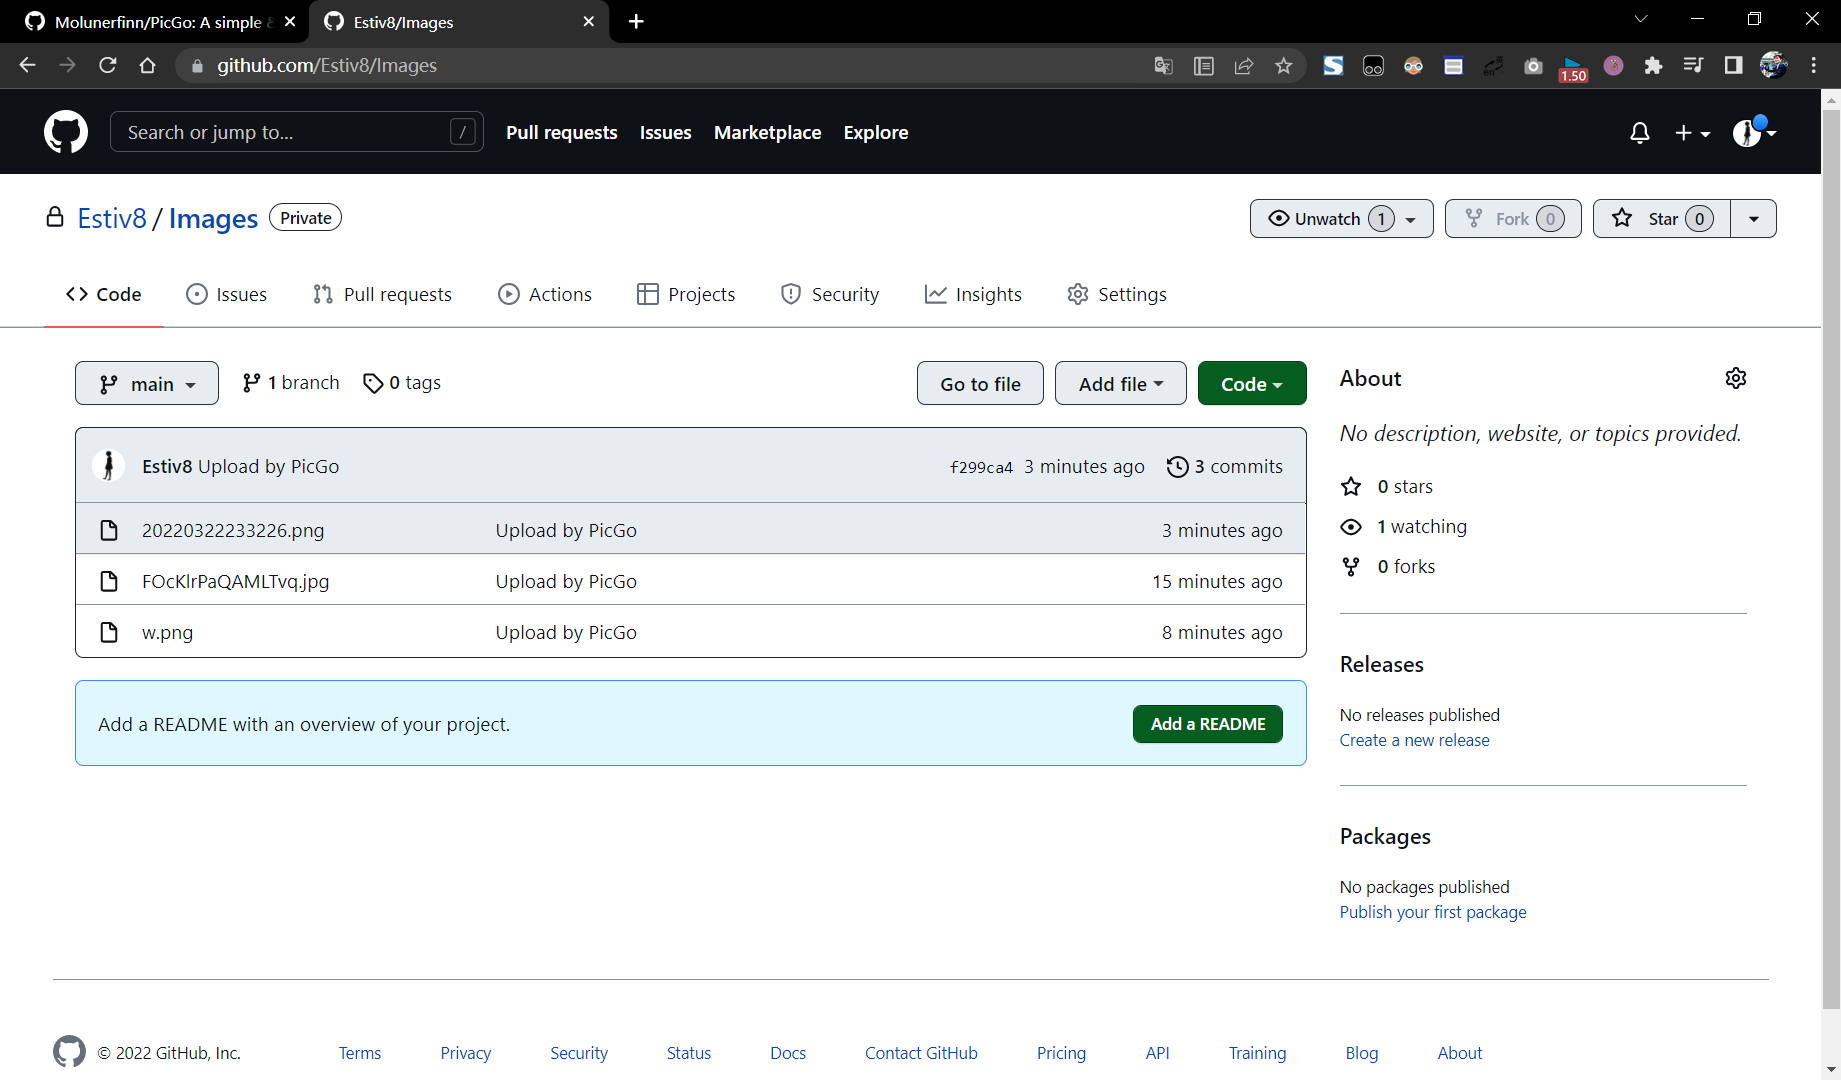 Molunerfinn/PicGo: A simple &
Estiv8/Images
github.com/Estiv8/Images
1.50
Search or jump to...
/
Pull requests
Issues
Marketplace
Explore
Estiv8 / Images
Private
Unwatch 1
Fork 0
Star 0
Code
Issues
Pull requests
Actions
Projects
Security
Insights
Settings
main
1 branch
0 tags
Go to file
Add file
Code
Estiv8 Upload by PicGo
f299ca4 3 minutes ago
3 commits
20220322233226.png Upload by PicGo 3 minutes ago
FOcKlrPaQAMLTvq.jpg Upload by PicGo 15 minutes ago
w.png Upload by PicGo 8 minutes ago
Add a README with an overview of your project.
Add a README
About
No description, website, or topics provided.
0 stars
1 watching
0 forks
Releases
No releases published
Create a new release
Packages
No packages published
Publish your first package
© 2022 GitHub, Inc.
Terms
Privacy
Security
Status
Docs
Contact GitHub
Pricing
API
Training
Blog
About